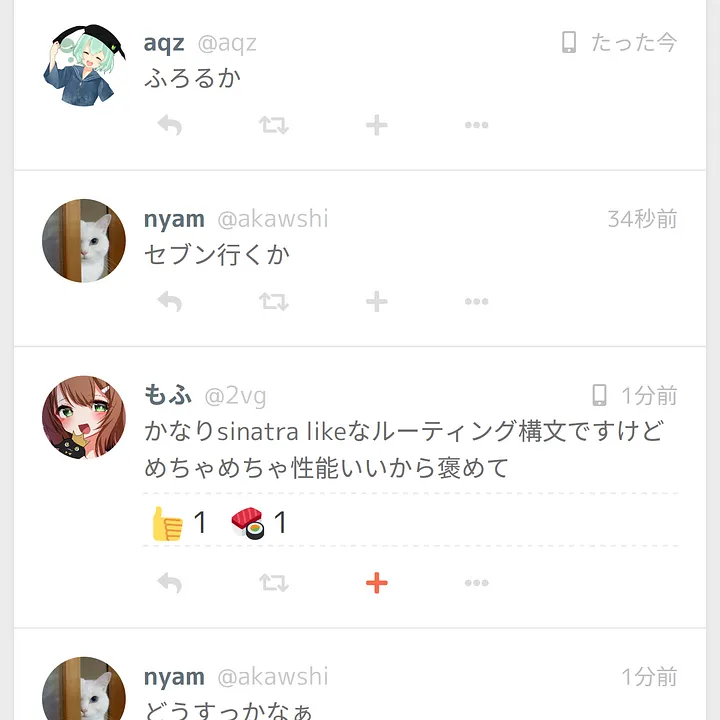 aqz @aqz たった今
ふろるか
nyam @akawshi 34秒前
セブン行くか
もふ @2vg 1分前
かなりsinatra likeなルーティング構文ですけど
めちゃめちゃ性能いいから褒めて
1 1
nyam @akawshi 1分前
どうすっかなぁ